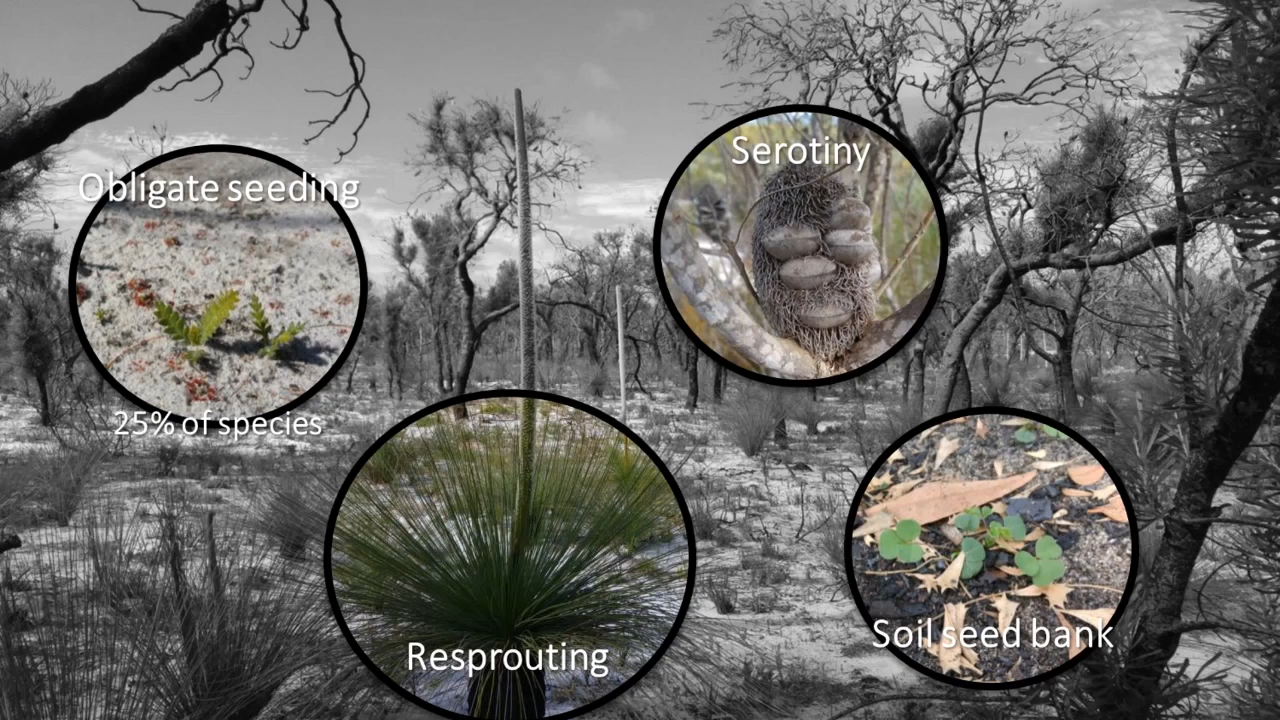 Obligate seeding
25% of species
Serotiny
Resprouting
Soil seed bank